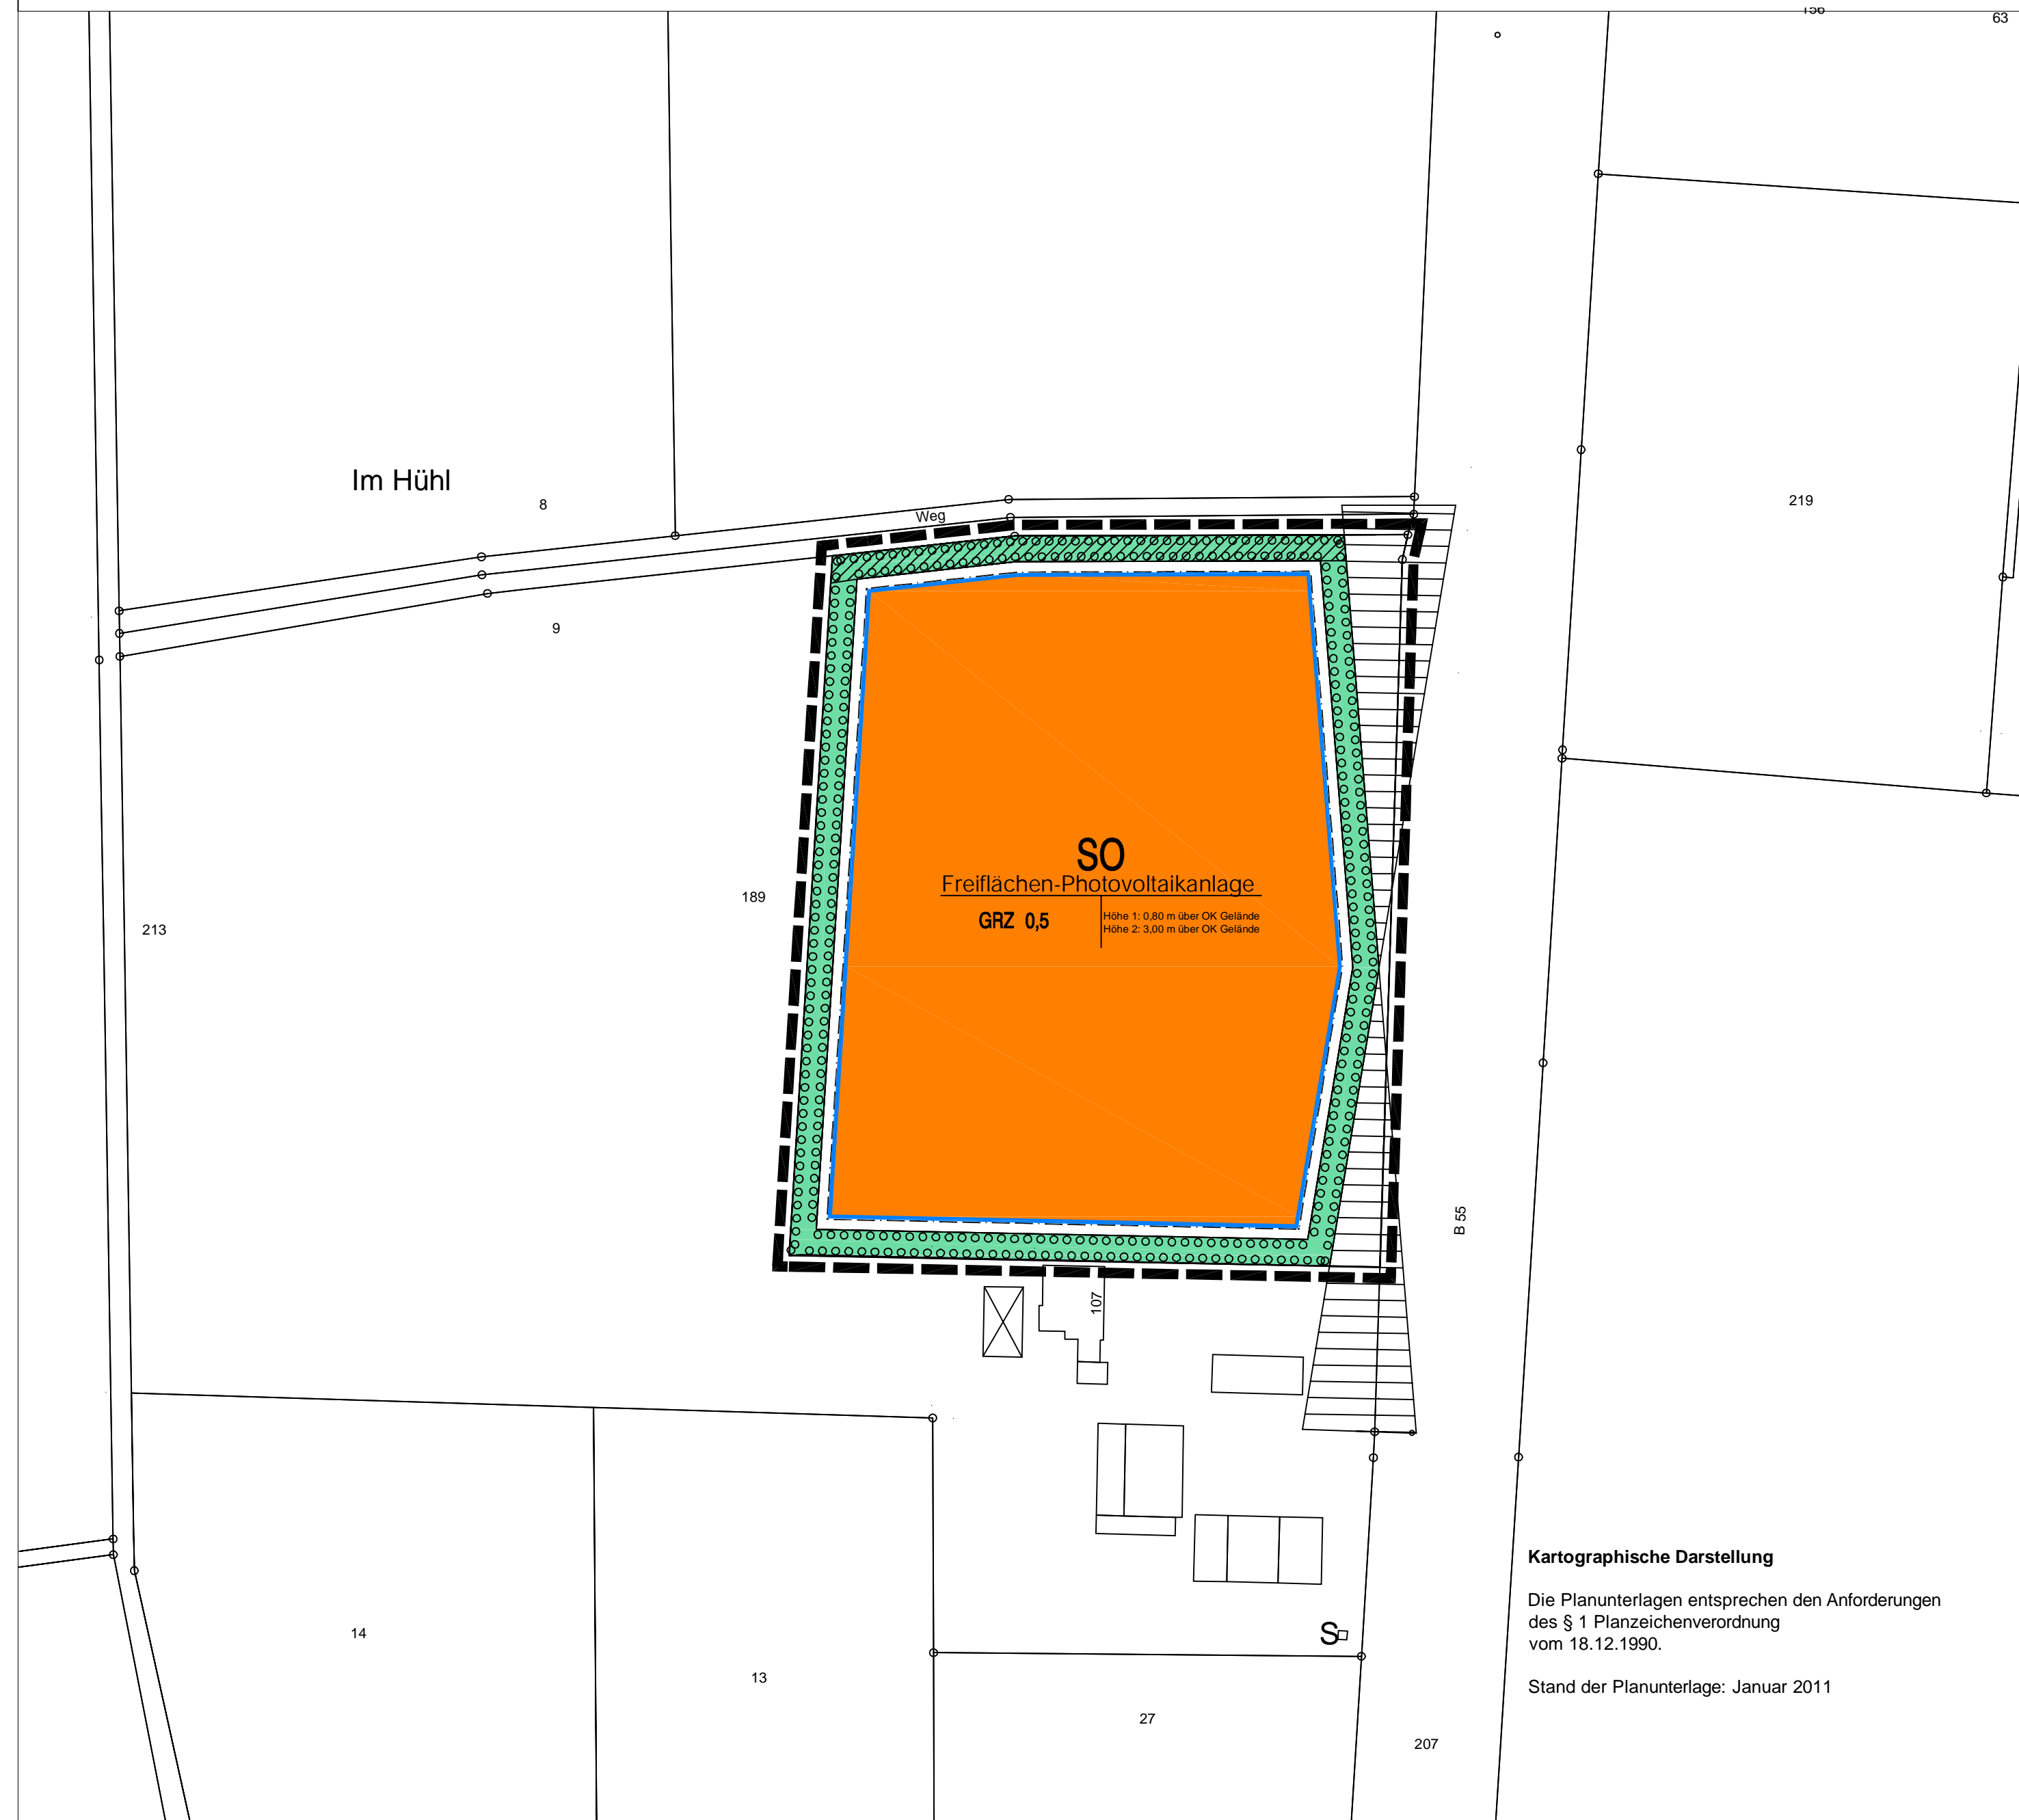 156
63
Im Hühl
8
Weg
219
9
SO
Freiflächen-Photovoltaikanlage
GRZ 0,5
Höhe 1: 0,80 m über OK Gelände
Höhe 2: 3,00 m über OK Gelände
189
213
B 55
107
S
14
13
27
207
Kartographische Darstellung
Die Planunterlagen entsprechen den Anforderungen
des § 1 Planzeichenverordnung
vom 18.12.1990.
Stand der Planunterlage: Januar 2011